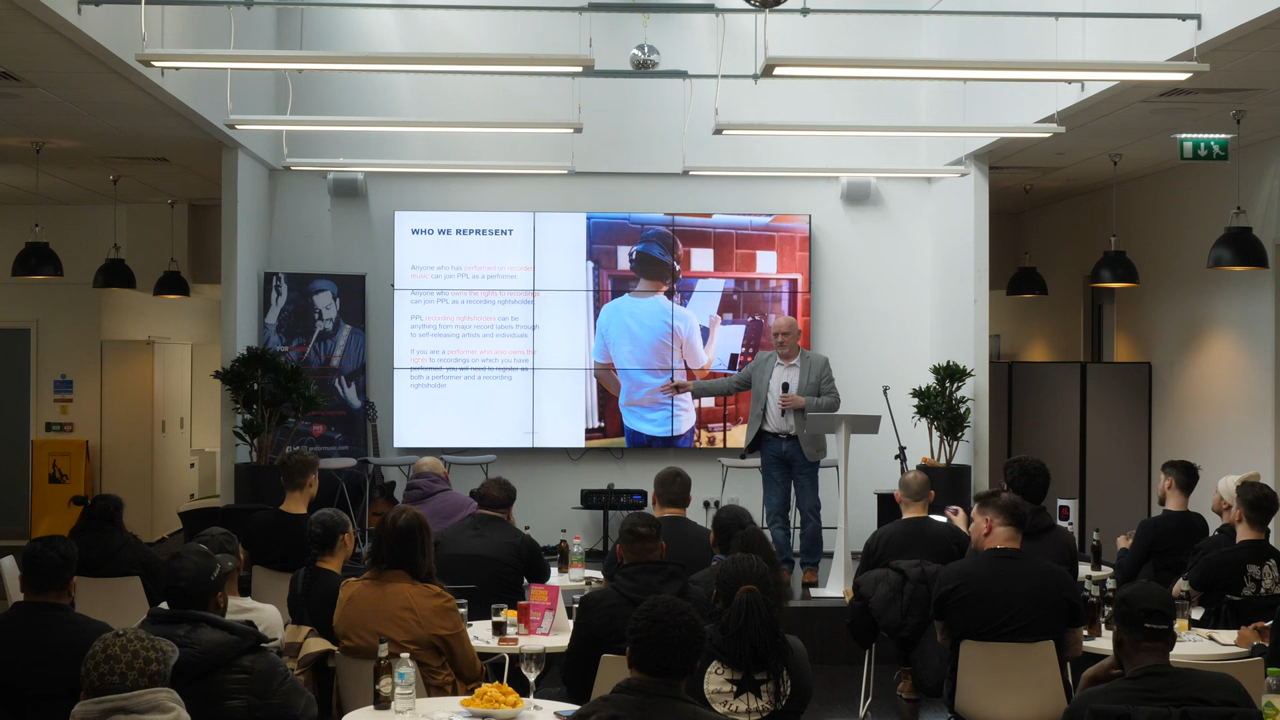 WHO WE REPRESENT
Anyone who has performed on recorded
music can join PPL as a performer
Anyone who owns the rights to recordings
can join PPL as a recording rightsholder
PPL recording rightsholders can be
anything from major record labels through
to self-releasing artists and individuals
If you are a performer who also owns the
rights to recordings on which you have
performed, you will need to register as
both a performer and a recording
rightsholder
ALL